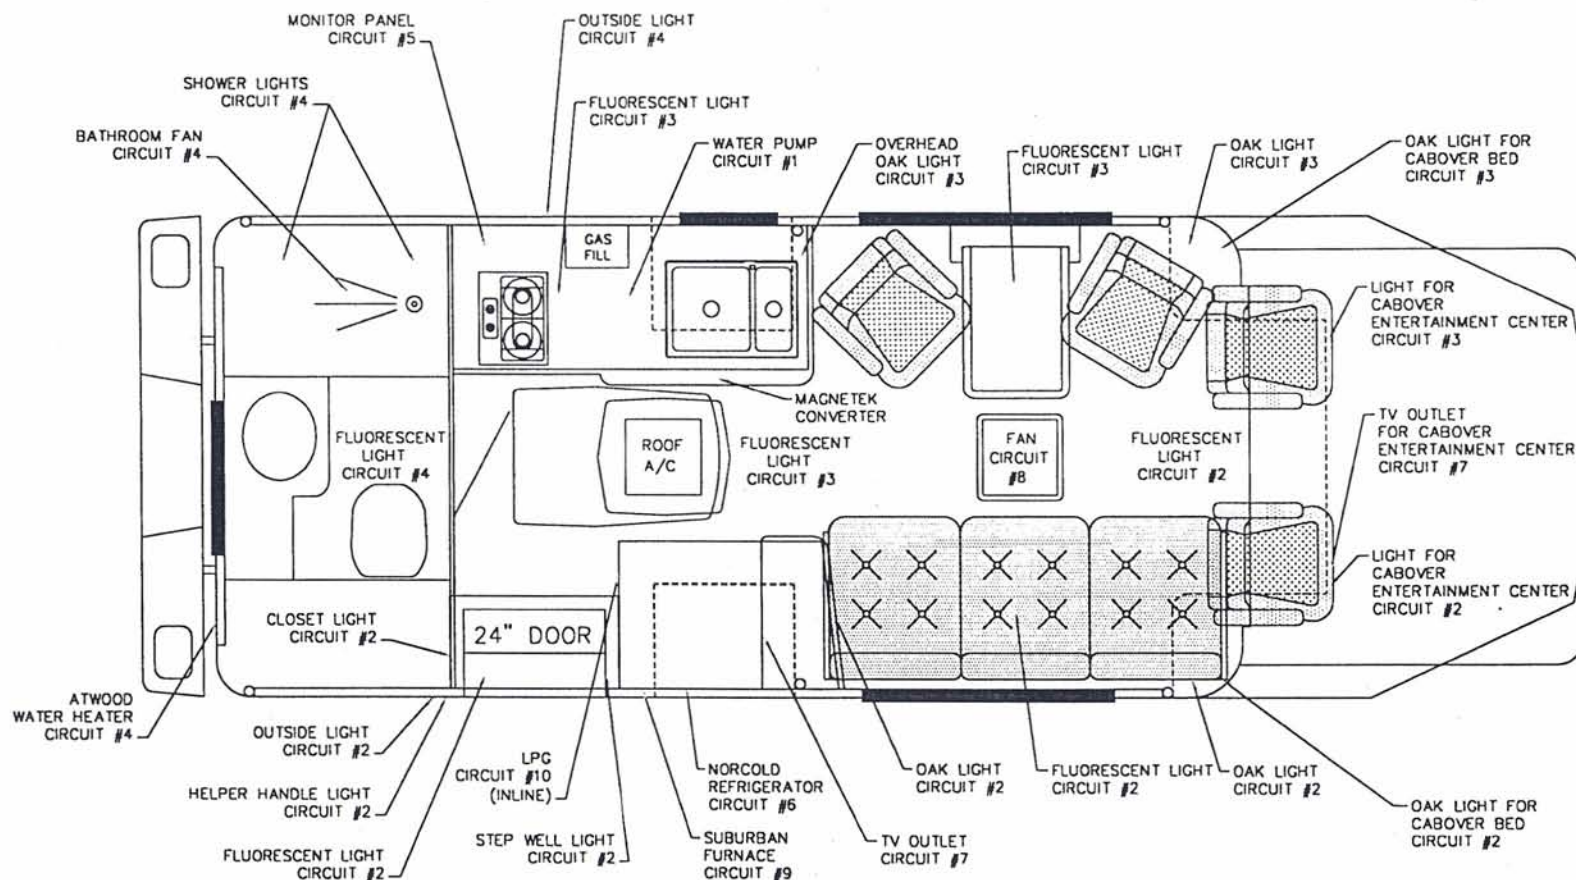 MONITOR PANEL
CIRCUIT #5
OUTSIDE LIGHT
CIRCUIT #4
SHOWER LIGHTS
CIRCUIT #4
FLUORESCENT LIGHT
CIRCUIT #3
BATHROOM FAN
CIRCUIT #4
WATER PUMP
CIRCUIT #1
OVERHEAD
OAK LIGHT
CIRCUIT #3
FLUORESCENT LIGHT
CIRCUIT #3
OAK LIGHT
CIRCUIT #3
OAK LIGHT FOR
CABOVER BED
CIRCUIT #3
GAS
FILL
LIGHT FOR
CABOVER
ENTERTAINMENT CENTER
CIRCUIT #3
MAGNETEK
CONVERTER
FLUORESCENT
LIGHT
CIRCUIT #4
ROOF
A/C
FLUORESCENT
LIGHT
CIRCUIT #3
FAN
CIRCUIT
#8
FLUORESCENT
LIGHT
CIRCUIT #2
TV OUTLET
FOR CABOVER
ENTERTAINMENT CENTER
CIRCUIT #7
LIGHT FOR
CABOVER
ENTERTAINMENT CENTER
CIRCUIT #2
CLOSET LIGHT
CIRCUIT #2
24" DOOR
ATWOOD
WATER HEATER
CIRCUIT #4
OUTSIDE LIGHT
CIRCUIT #2
LPG
CIRCUIT #10
(INLINE)
NORCOLD
REFRIGERATOR
CIRCUIT #6
OAK LIGHT
CIRCUIT #2
FLUORESCENT LIGHT
CIRCUIT #2
OAK LIGHT
CIRCUIT #2
HELPER HANDLE LIGHT
CIRCUIT #2
OAK LIGHT FOR
CABOVER BED
CIRCUIT #2
FLUORESCENT LIGHT
CIRCUIT #2
STEP WELL LIGHT
CIRCUIT #2
SUBURBAN
FURNACE
CIRCUIT #9
TV OUTLET
CIRCUIT #7